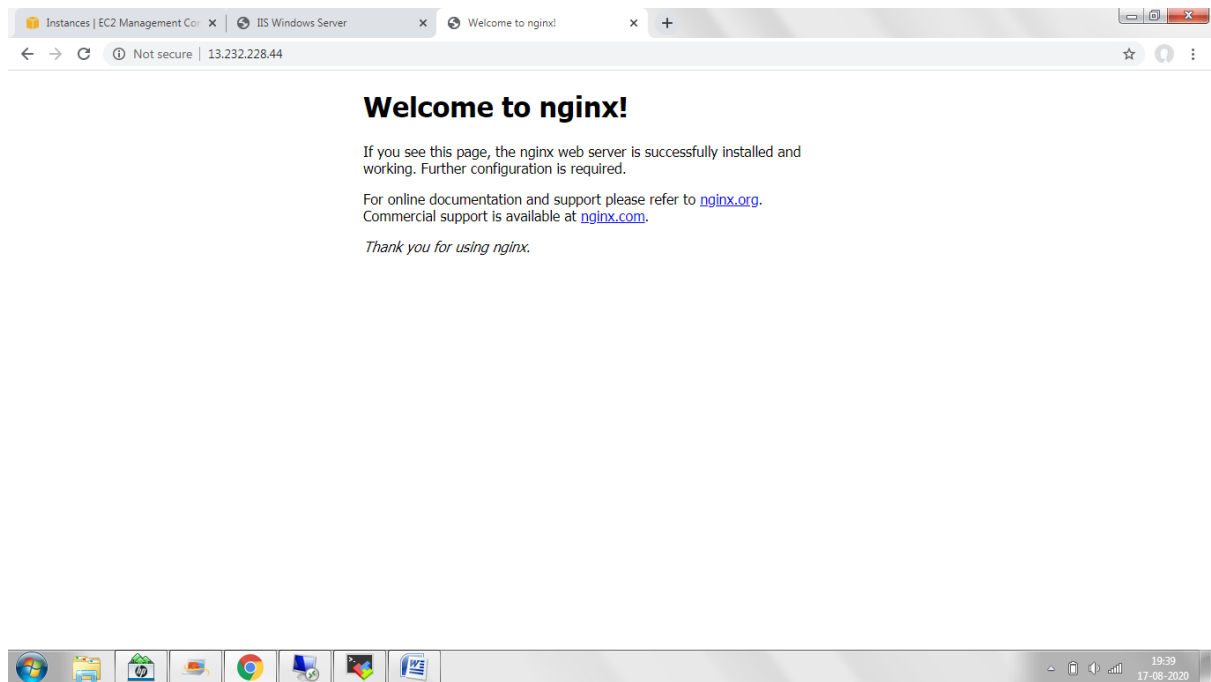 Instances | EC2 Management Cor
IIS Windows Server
Welcome to nginx!
Not secure | 13.232.228.44
Welcome to nginx!
If you see this page, the nginx web server is successfully installed and
working. Further configuration is required.
For online documentation and support please refer to nginx.org.
Commercial support is available at nginx.com.
Thank you for using nginx.
19:39
17-08-2020